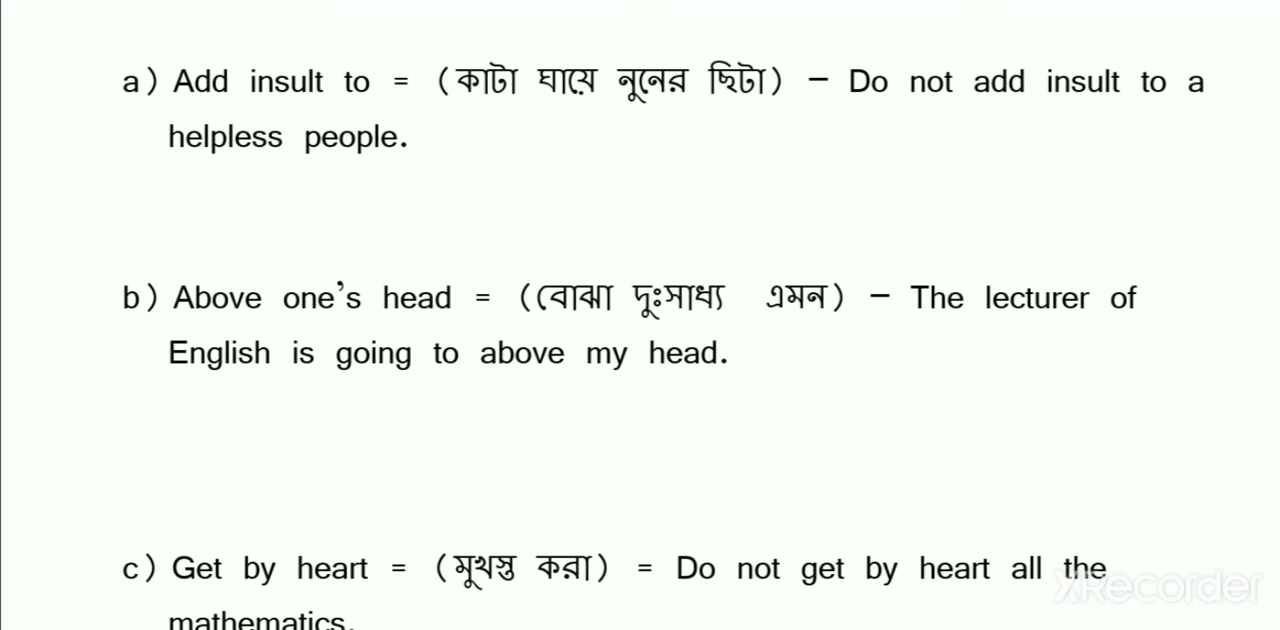 a) Add insult to = (কাটা ঘায়ে নুনের ছিটা) – Do not add insult to a
helpless people.
b) Above one’s head = (বোঝা দুঃসাধ্য এমন) – The lecturer of
English is going to above my head.
c) Get by heart = (মুখস্ত করা) = Do not get by heart all the
mathematics.
XRecorder